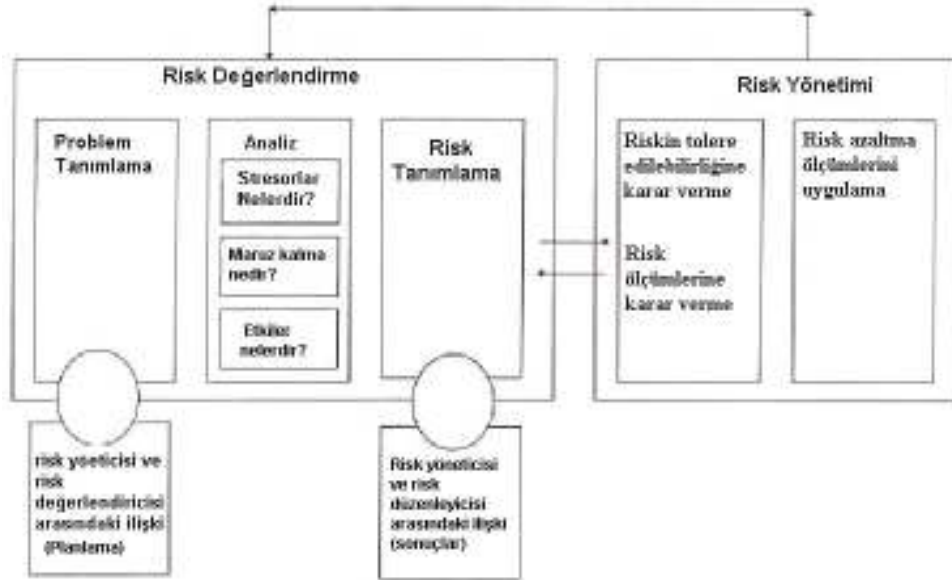 Risk Değerlendirme
Problem
Tanımlama
Analiz
Stresorlar
Nelerdir?
Maruz kalma
nedir?
Etkiler
nelerdir?
Risk
Tanımlama
Risk Yönetimi
Riskin tolere
edilebilirliğine
karar verme
Risk
ölçümlerine
karar verme
Risk azaltma
ölçümlerini
uygulama
risk yöeticisi ve
risk
değerlendiricisi
arasındaki ilişki
(Planlama)
Risk yöneticisi
ve risk
düzenleyicisi
arasındaki ilişki
(sonuçlar)